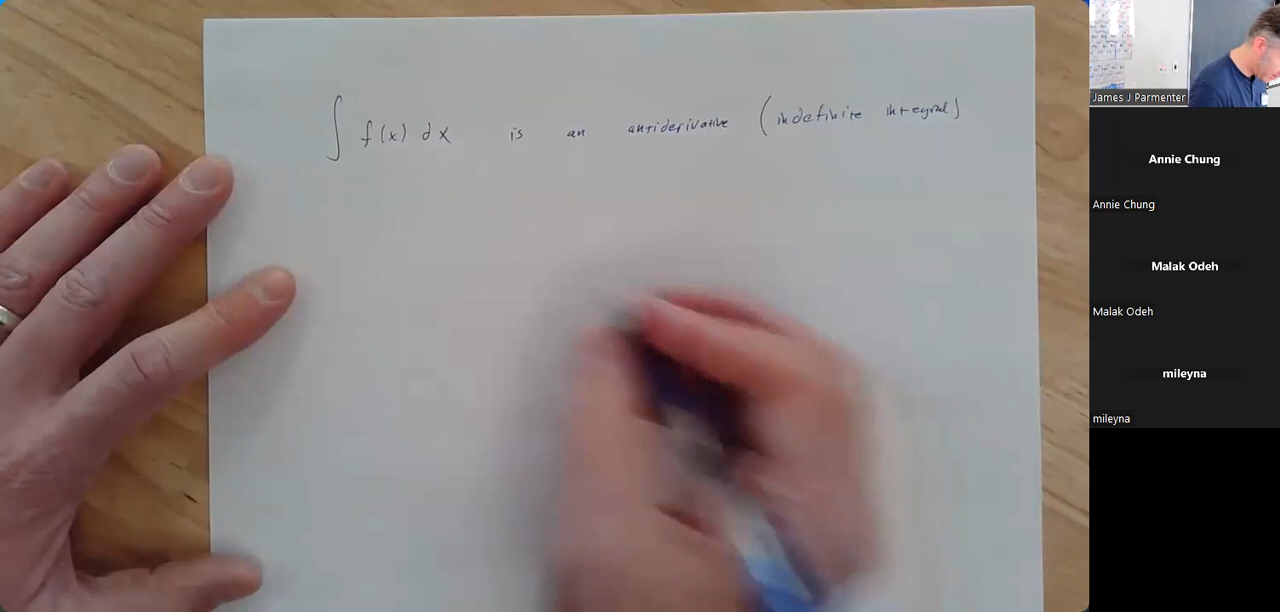 ∫ f(x) dx is an antiderivative (indefinite integral)
James J Parmenter
Annie Chung
Annie Chung
Malak Odeh
Malak Odeh
mileyna
mileyna